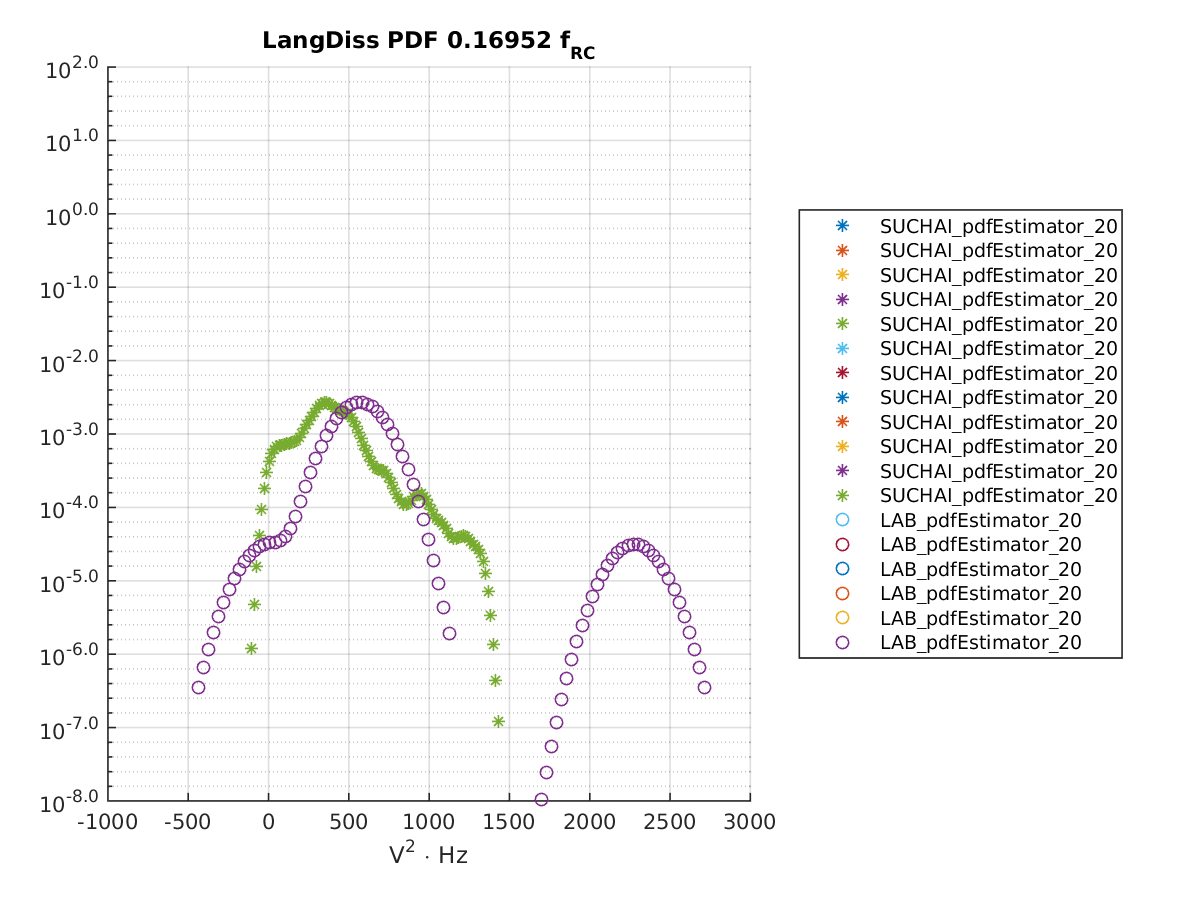 LangDiss PDF 0.16952 f_RC
10^2.0
10^1.0
10^0.0
10^-1.0
10^-2.0
10^-3.0
10^-4.0
10^-5.0
10^-6.0
10^-7.0
10^-8.0
-1000 -500 0 500 1000 1500 2000 2500 3000
V^2 · Hz
SUCHAI_pdfEstimator_20
SUCHAI_pdfEstimator_20
SUCHAI_pdfEstimator_20
SUCHAI_pdfEstimator_20
SUCHAI_pdfEstimator_20
SUCHAI_pdfEstimator_20
SUCHAI_pdfEstimator_20
SUCHAI_pdfEstimator_20
SUCHAI_pdfEstimator_20
SUCHAI_pdfEstimator_20
SUCHAI_pdfEstimator_20
SUCHAI_pdfEstimator_20
LAB_pdfEstimator_20
LAB_pdfEstimator_20
LAB_pdfEstimator_20
LAB_pdfEstimator_20
LAB_pdfEstimator_20
LAB_pdfEstimator_20